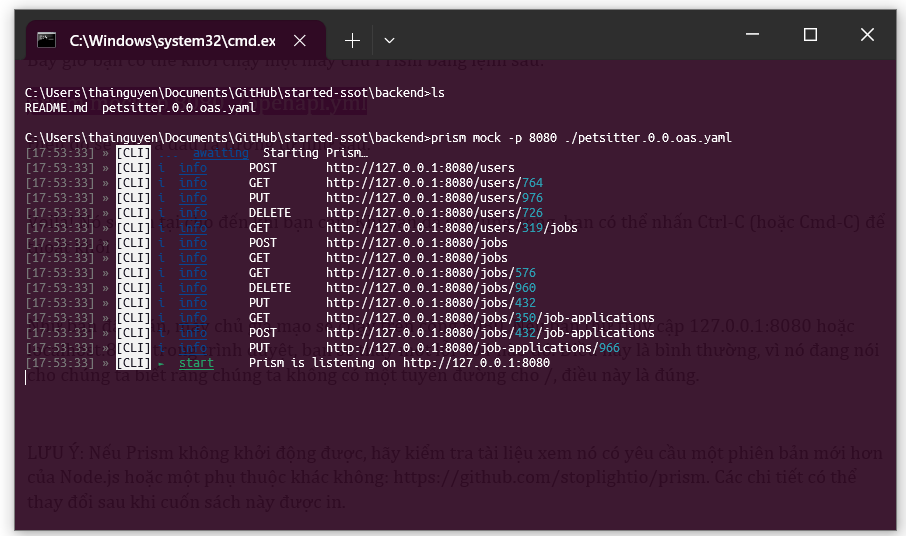 C:\Windows\system32\cmd.ex
Bây giờ bạn có thể khởi chạy một máy chủ Prism bằng lệnh sau:
C:\Users\thainguyen\Documents\GitHub\started-ssot\backend>ls
README.md petsitter.0.0.oas.yaml
openapi.yml
C:\Users\thainguyen\Documents\GitHub\started-ssot\backend>prism mock -p 8080 ./petsitter.0.0.oas.yaml
[17:53:33] » [CLI] ... awaiting Starting Prism…
[17:53:33] » [CLI] i info POST http://127.0.0.1:8080/users
[17:53:33] » [CLI] i info GET http://127.0.0.1:8080/users/764
[17:53:33] » [CLI] i info PUT http://127.0.0.1:8080/users/976
[17:53:33] » [CLI] i info DELETE http://127.0.0.1:8080/users/726
[17:53:33] » [CLI] i info GET http://127.0.0.1:8080/users/319/jobs
bạn có thể nhấn Ctrl-C (hoặc Cmd-C) để
[17:53:33] » [CLI] i info POST http://127.0.0.1:8080/jobs
[17:53:33] » [CLI] i info GET http://127.0.0.1:8080/jobs
[17:53:33] » [CLI] i info GET http://127.0.0.1:8080/jobs/576
[17:53:33] » [CLI] i info DELETE http://127.0.0.1:8080/jobs/960
[17:53:33] » [CLI] i info PUT http://127.0.0.1:8080/jobs/432
[17:53:33] » [CLI] i info GET http://127.0.0.1:8080/jobs/350/job-applications
cập 127.0.0.1:8080 hoặc
[17:53:33] » [CLI] i info POST http://127.0.0.1:8080/jobs/432/job-applications
[17:53:33] » [CLI] i info PUT http://127.0.0.1:8080/job-applications/966
này là bình thường, vì nó đang nói
[17:53:33] » [CLI] ► start Prism is listening on http://127.0.0.1:8080
cho chúng ta biết rằng chúng ta không có một tuyến đường cho /, điều này là đúng.
LƯU Ý: Nếu Prism không khởi động được, hãy kiểm tra tài liệu xem nó có yêu cầu một phiên bản mới hơn
của Node.js hoặc một phụ thuộc khác không: https://github.com/stoplightio/prism. Các chi tiết có thể
thay đổi sau khi cuốn sách này được in.